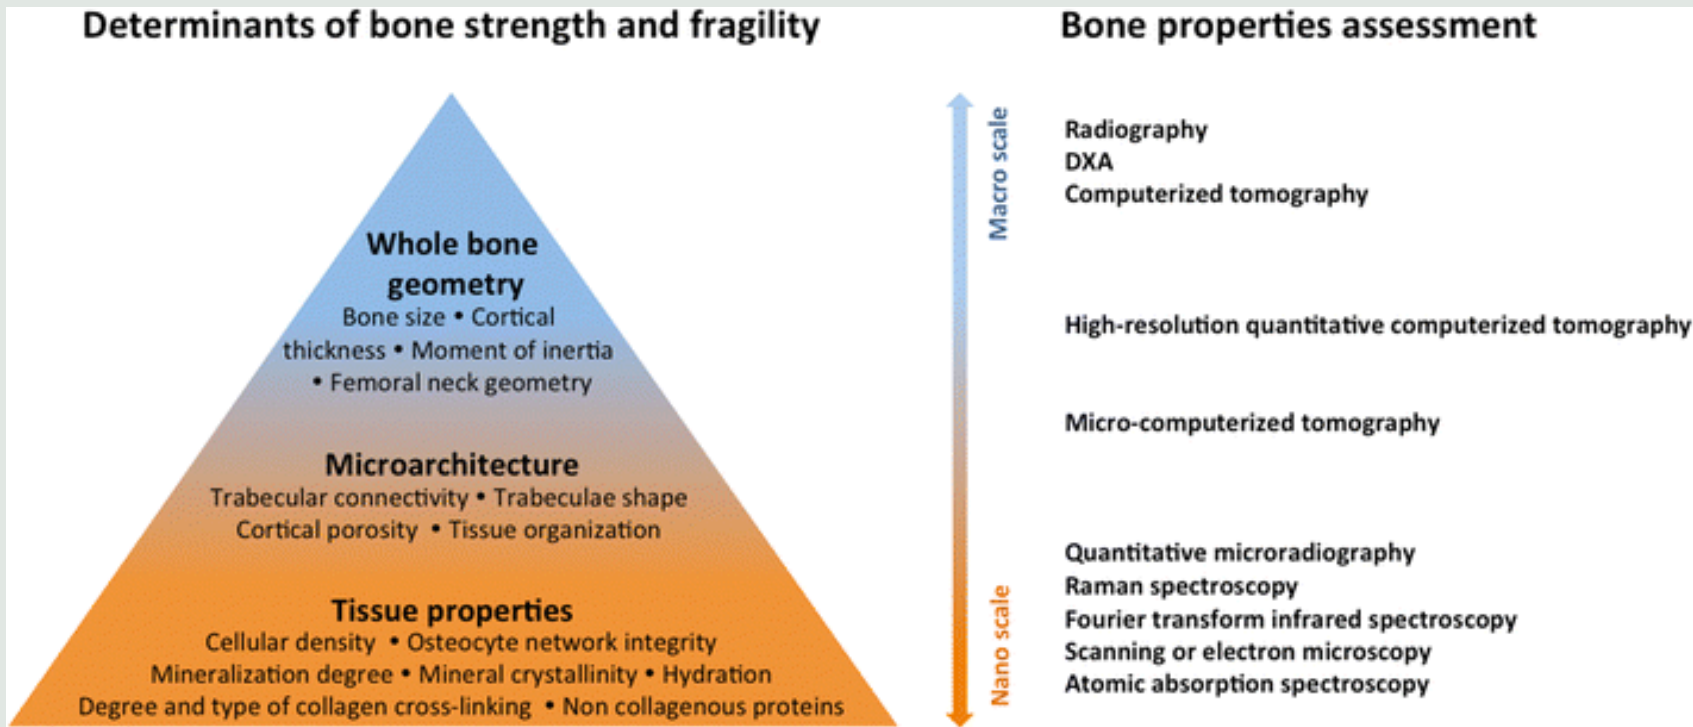 Determinants of bone strength and fragility
Whole bone
geometry
Bone size • Cortical
thickness • Moment of inertia
• Femoral neck geometry
Microarchitecture
Trabecular connectivity • Trabeculae shape
Cortical porosity • Tissue organization
Tissue properties
Cellular density • Osteocyte network integrity
Mineralization degree • Mineral crystallinity • Hydration
Degree and type of collagen cross-linking • Non collagenous proteins
Macro scale
Nano scale
Bone properties assessment
Radiography
DXA
Computerized tomography
High-resolution quantitative computerized tomography
Micro-computerized tomography
Quantitative microradiography
Raman spectroscopy
Fourier transform infrared spectroscopy
Scanning or electron microscopy
Atomic absorption spectroscopy